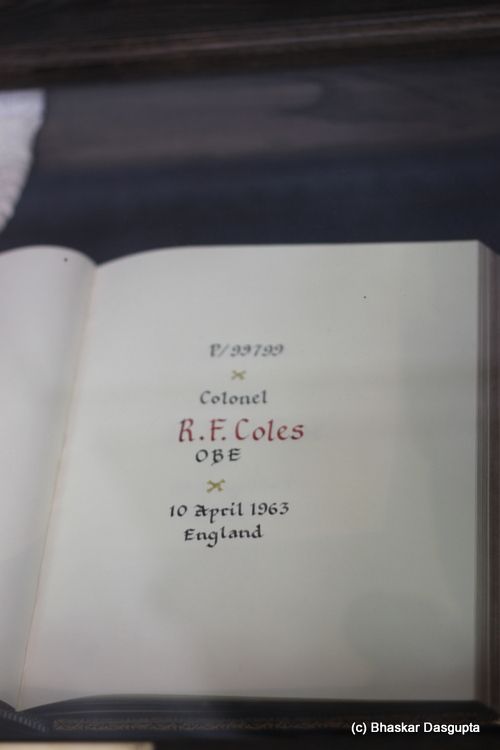 P/99799
Colonel
R.F. Coles
OBE
10 April 1963
England
(c) Bhaskar Dasgupta